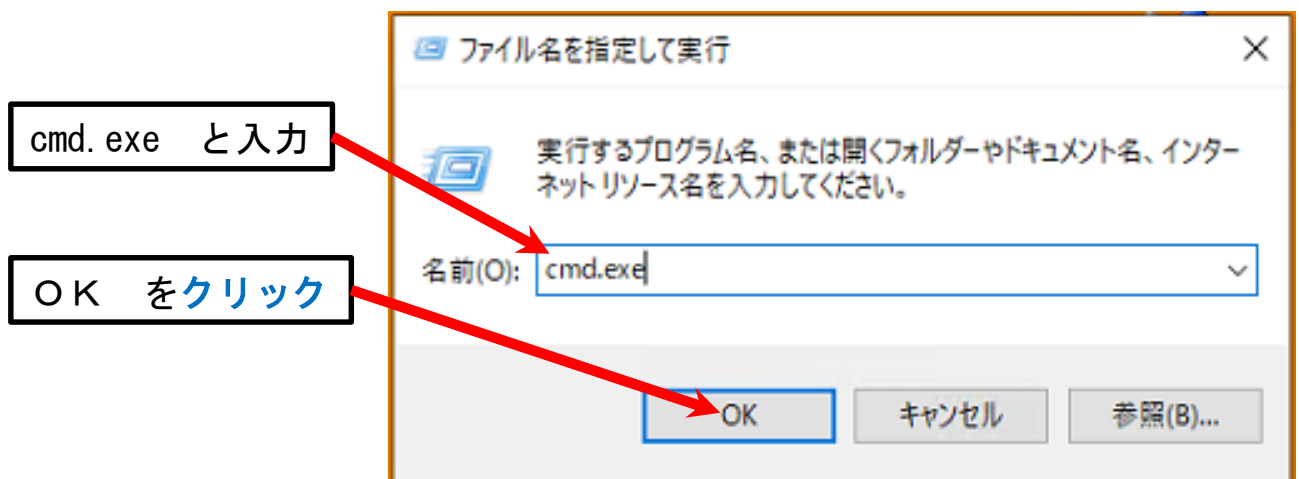 ファイル名を指定して実行
cmd.exe　と入力
実行するプログラム名、または開くフォルダーやドキュメント名、インター
ネット リソース名を入力してください。
名前(O): cmd.exe
ＯＫ　をクリック
OK キャンセル 参照(B)...